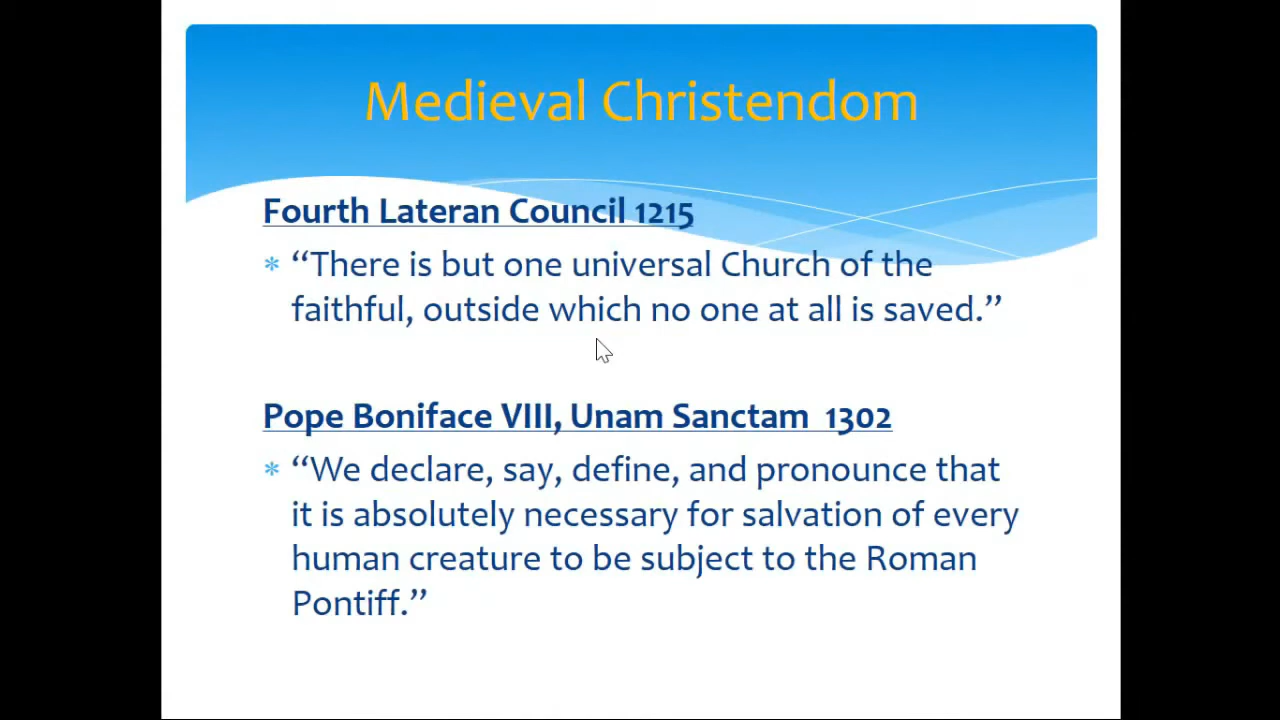 Medieval Christendom
Fourth Lateran Council 1215
* “There is but one universal Church of the
faithful, outside which no one at all is saved.”
Pope Boniface VIII, Unam Sanctam  1302
* “We declare, say, define, and pronounce that
it is absolutely necessary for salvation of every
human creature to be subject to the Roman
Pontiff.”